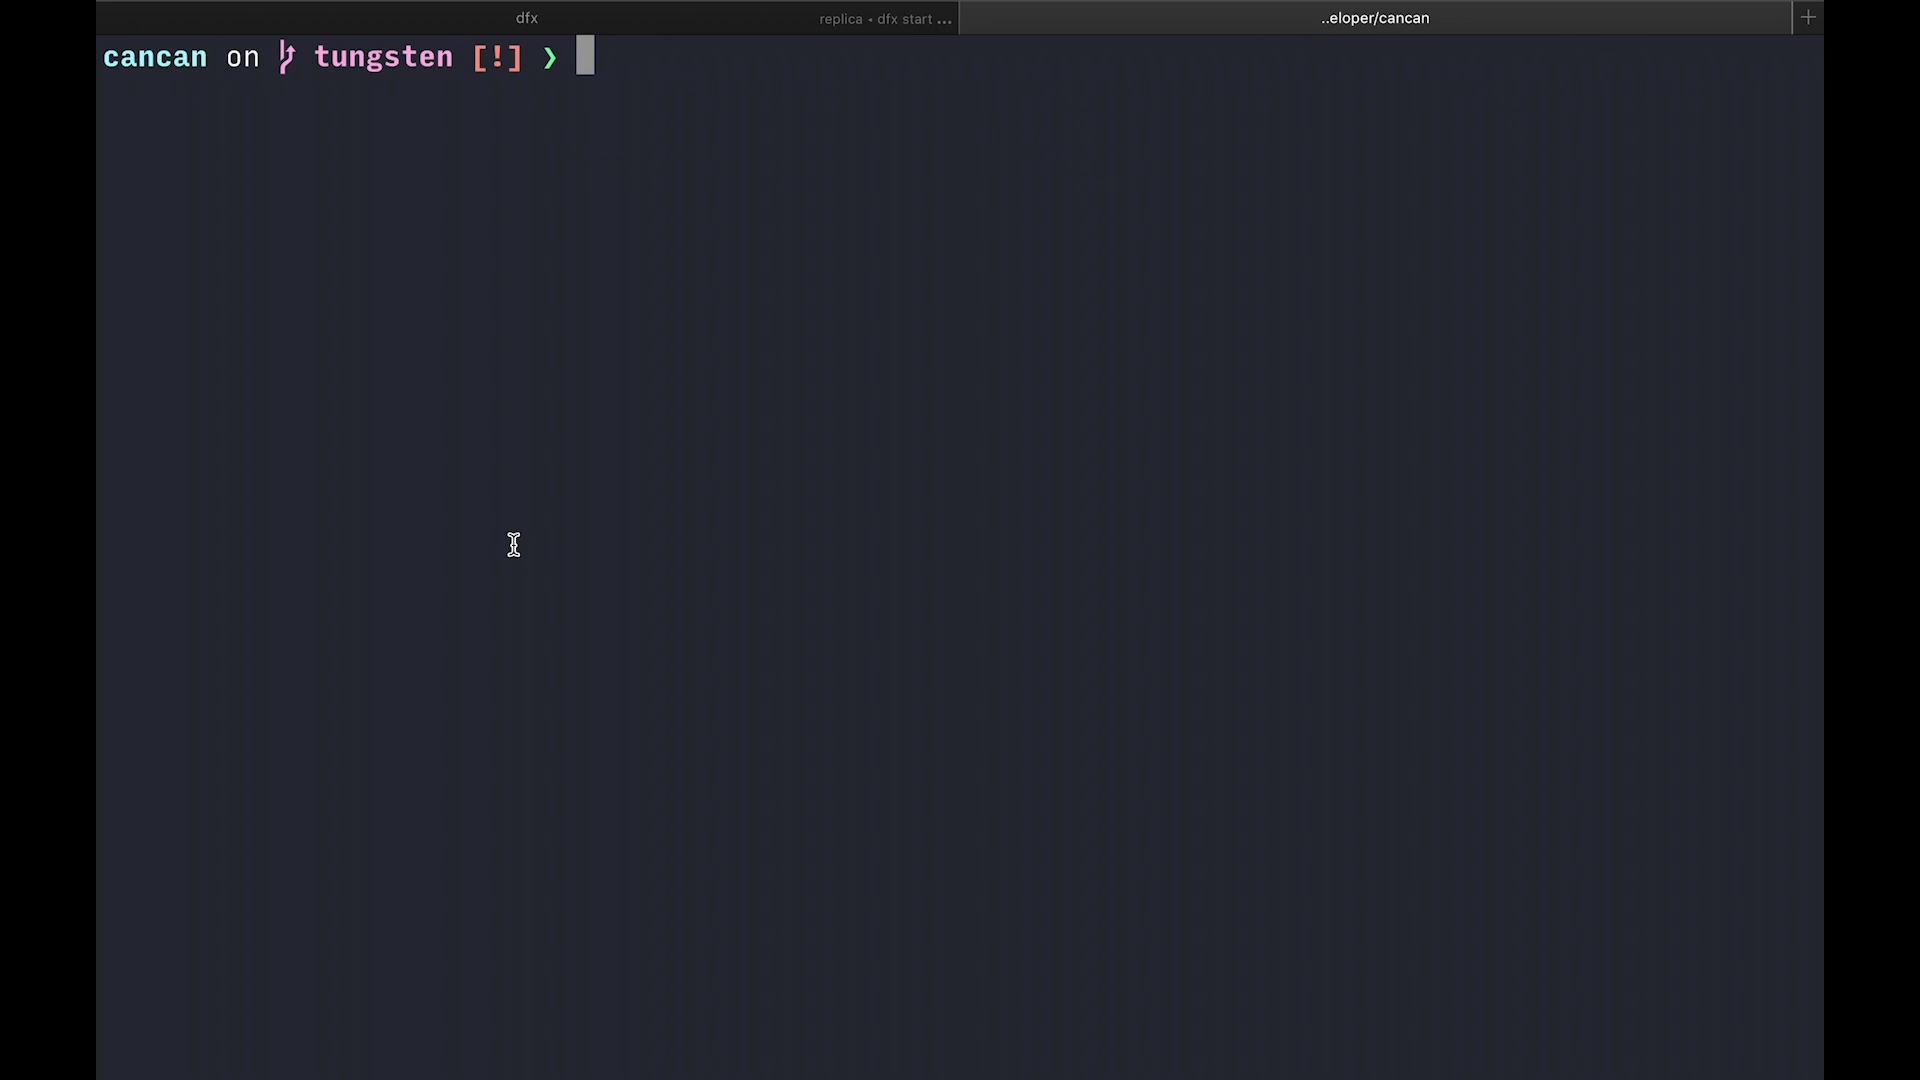 dfx replica • dfx start ... ..eloper/cancan
cancan on tungsten [!] ❯